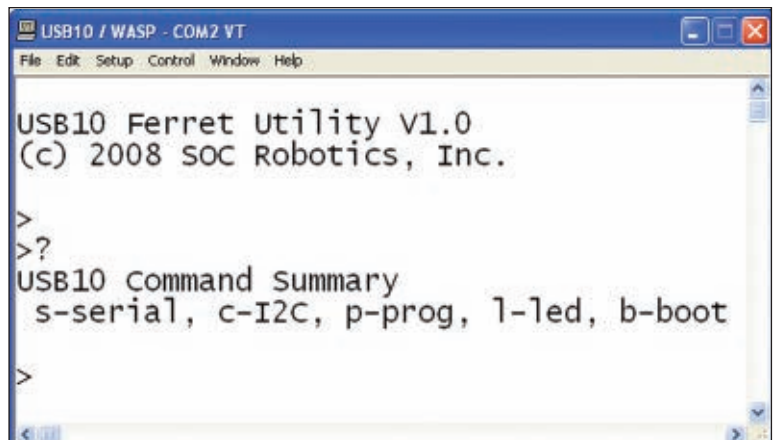 USB10 / WASP - COM2 VT
File Edit Setup Control Window Help
USB10 Ferret Utility V1.0
(c) 2008 SOC Robotics, Inc.
>
>?
USB10 Command Summary
s-serial, c-I2C, p-prog, l-led, b-boot
>